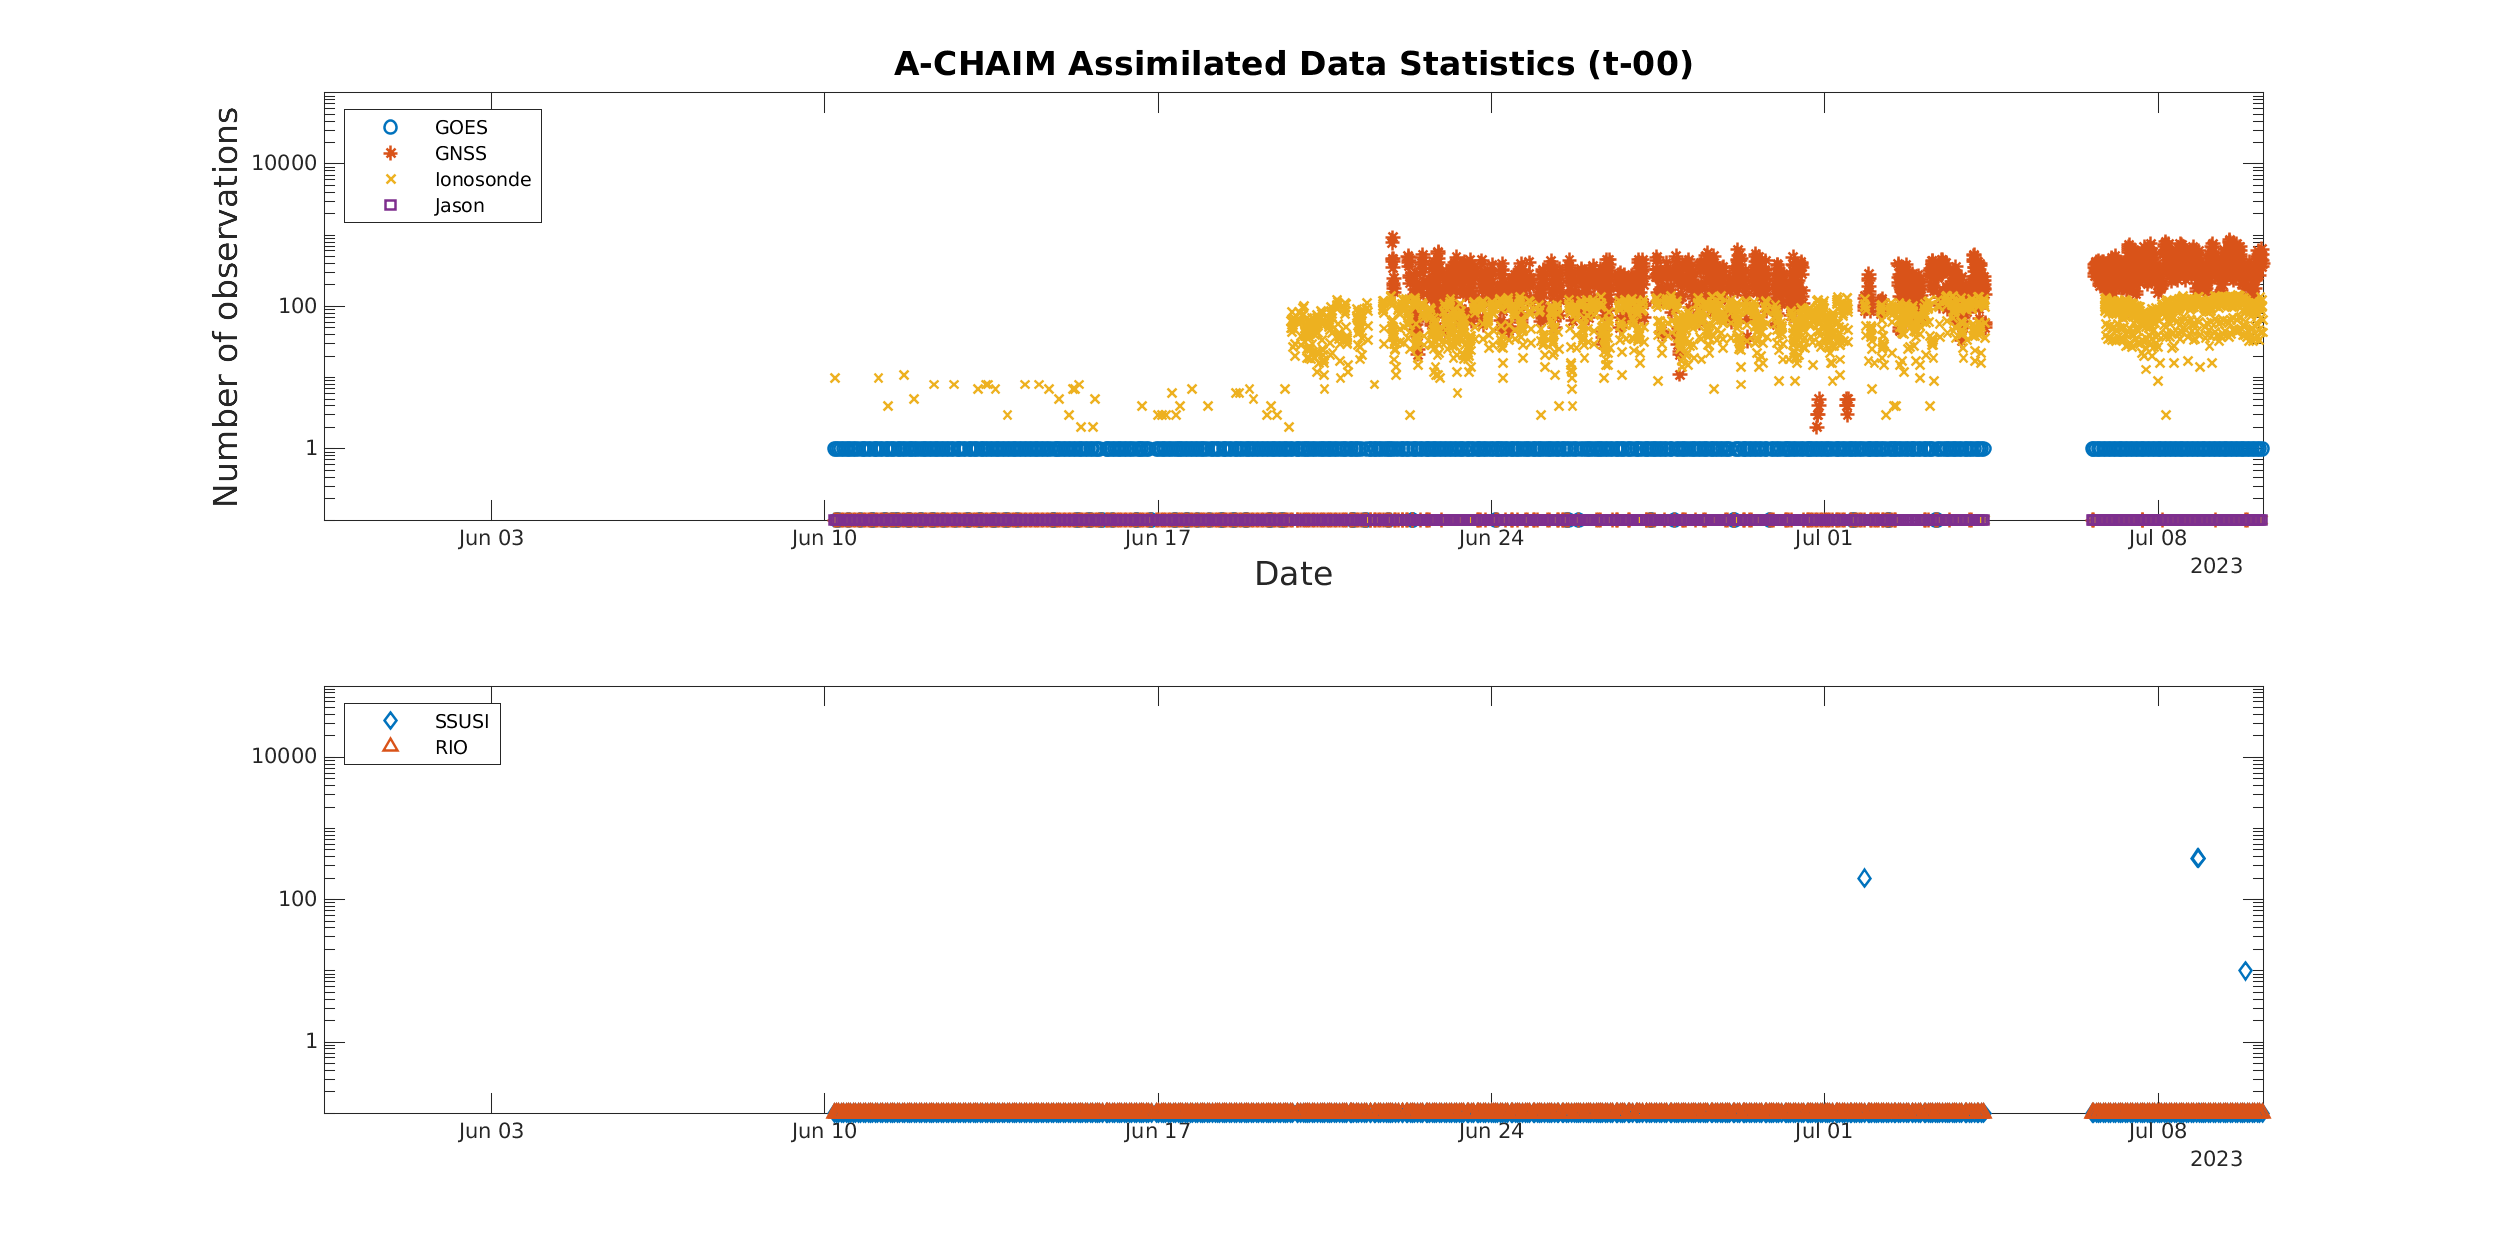 A-CHAIM Assimilated Data Statistics (t-00)
Number of observations
GOES
GNSS
Ionosonde
Jason
10000
100
1
Jun 03
Jun 10
Jun 17
Jun 24
Jul 01
Jul 08
2023
Date
SSUSI
RIO
10000
100
1
Jun 03
Jun 10
Jun 17
Jun 24
Jul 01
Jul 08
2023